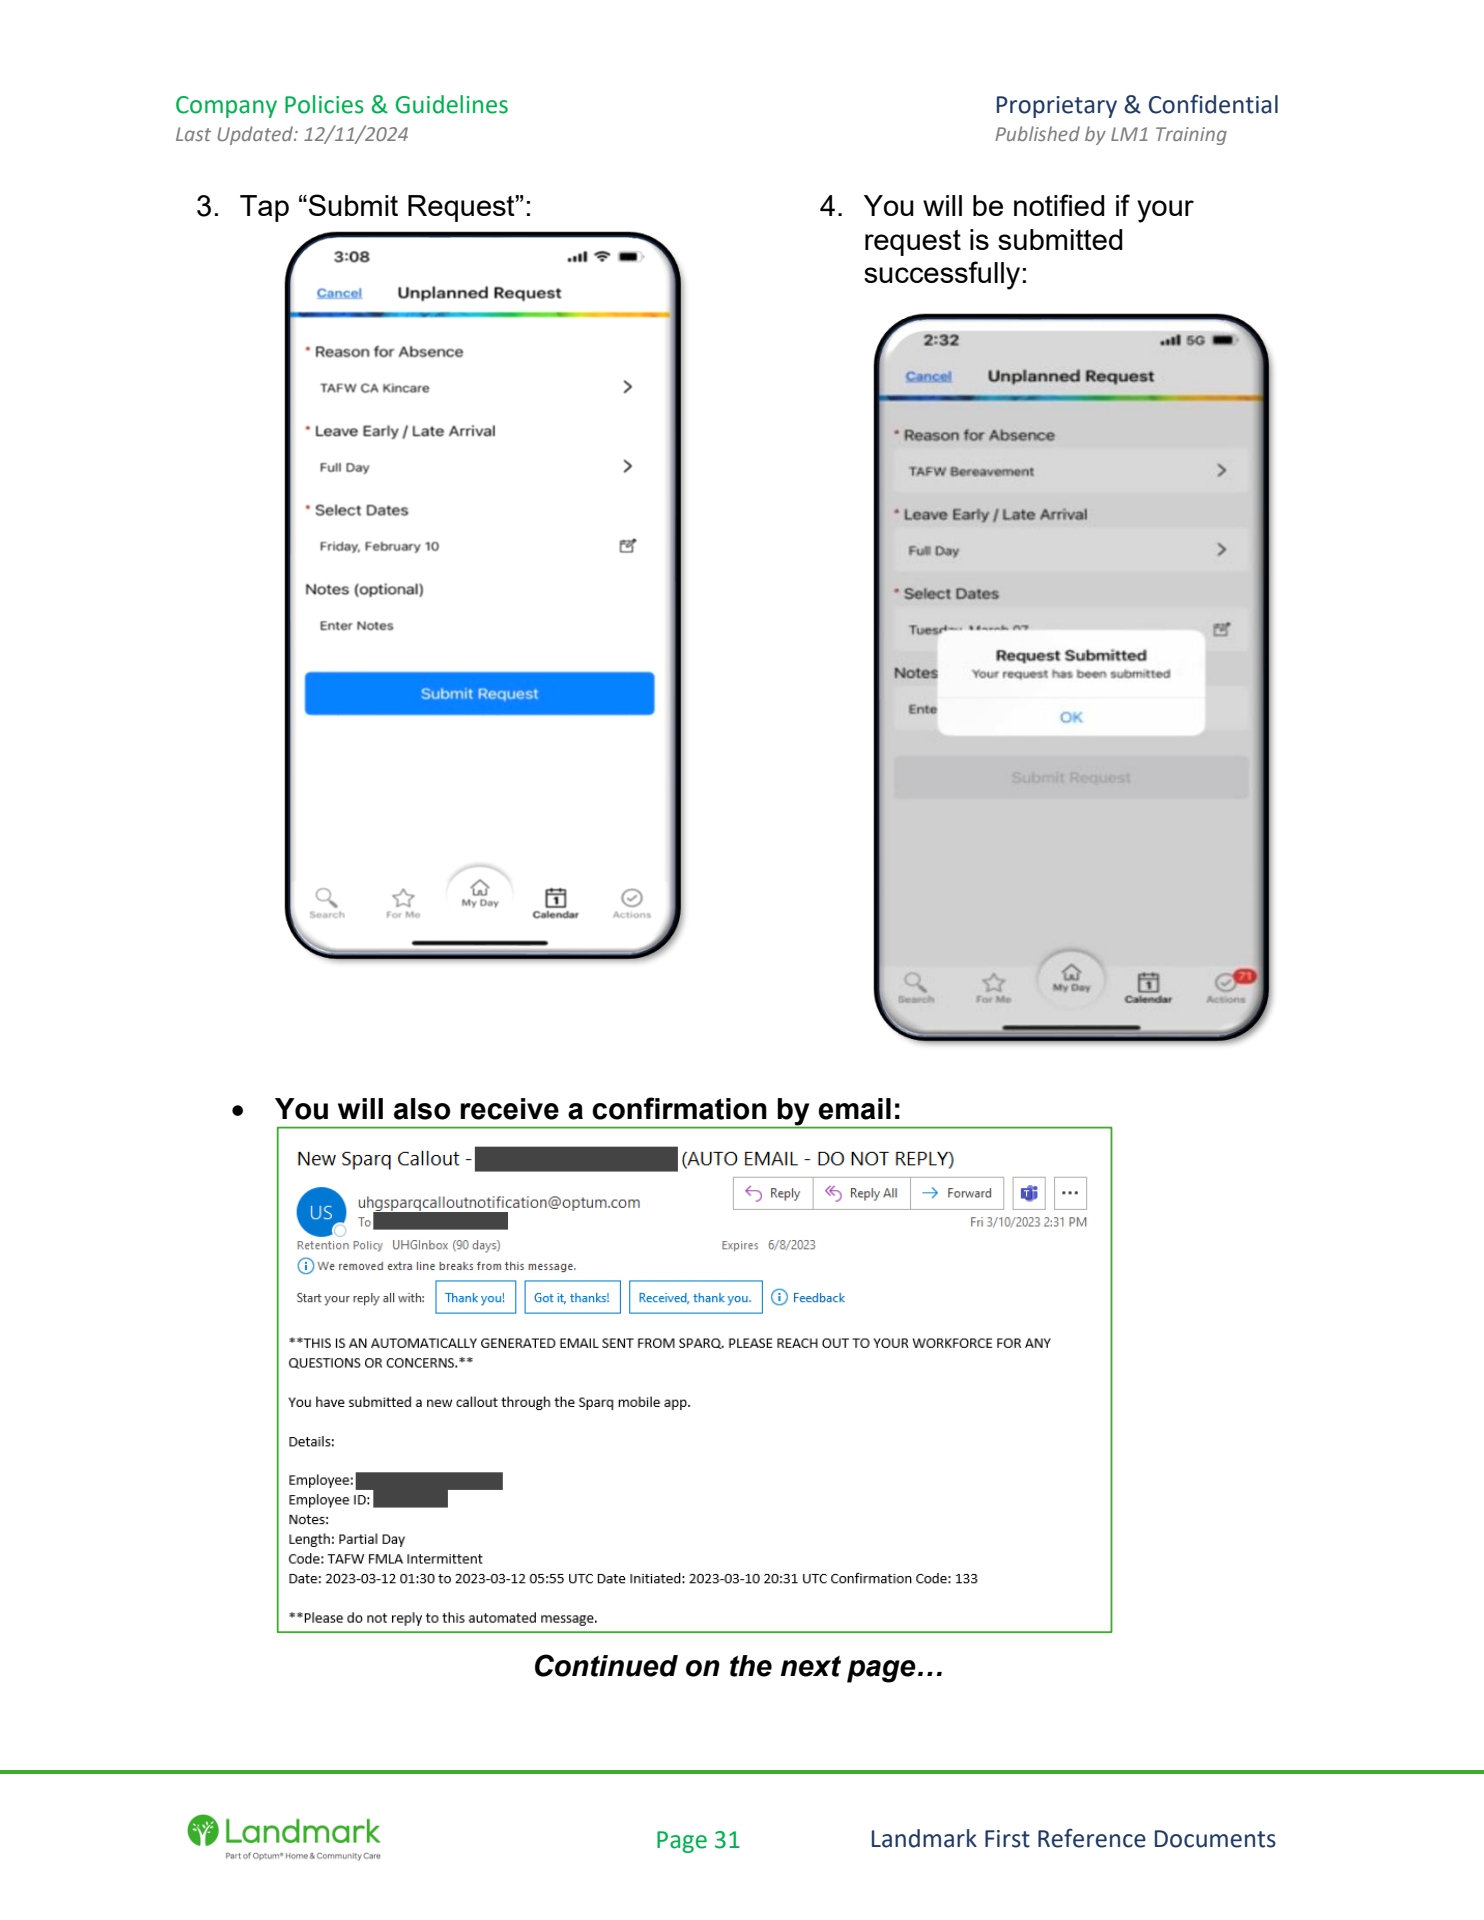 Company Policies & Guidelines
Last Updated: 12/11/2024
Proprietary & Confidential
Published by LM1 Training
3. Tap “Submit Request”:
3:08
Cancel Unplanned Request
* Reason for Absence
TAFW CA Kincare
* Leave Early / Late Arrival
Full Day
* Select Dates
Friday, February 10
Notes (optional)
Enter Notes
Submit Request
Search For Me My Day Calendar Actions
4. You will be notified if your
request is submitted
successfully:
2:32 5G
Cancel Unplanned Request
* Reason for Absence
TAFW Bereavement
* Leave Early / Late Arrival
Full Day
* Select Dates
Tuesday, March 07
Request Submitted
Notes Your request has been submitted
Ente
OK
Submit Request
71
Search For Me My Day Calendar Actions
• You will also receive a confirmation by email:
New Sparq Callout - (AUTO EMAIL - DO NOT REPLY)
US
uhgsparqcalloutnotification@optum.com
To
Reply Reply All Forward
Fri 3/10/2023 2:31 PM
Retention Policy UHGInbox (90 days) Expires 6/8/2023
We removed extra line breaks from this message.
Start your reply all with: Thank you! Got it, thanks! Received, thank you. Feedback
**THIS IS AN AUTOMATICALLY GENERATED EMAIL SENT FROM SPARQ. PLEASE REACH OUT TO YOUR WORKFORCE FOR ANY
QUESTIONS OR CONCERNS.**
You have submitted a new callout through the Sparq mobile app.
Details:
Employee:
Employee ID:
Notes:
Length: Partial Day
Code: TAFW FMLA Intermittent
Date: 2023-03-12 01:30 to 2023-03-12 05:55 UTC Date Initiated: 2023-03-10 20:31 UTC Confirmation Code: 133
**Please do not reply to this automated message.
Continued on the next page…
Landmark
Part of Optum® Home & Community Care
Page 31
Landmark First Reference Documents